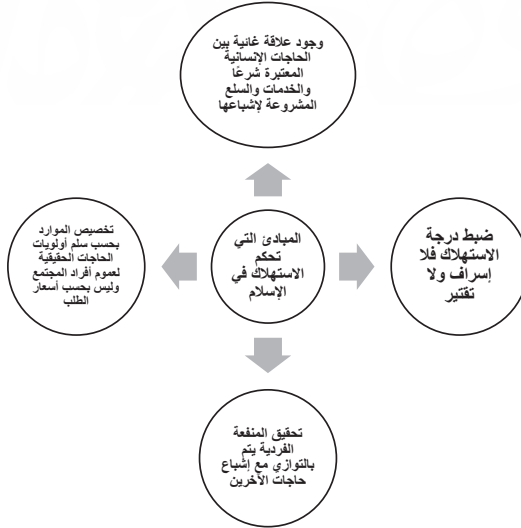 وجود علاقة غائية بين
الحاجات الإنسانية
المعتبرة شرعًا
والخدمات والسلع
المشروعة لإشباعها
ضبط درجة
الاستهلاك فلا
إسراف ولا
تقتير
المبادئ التي
تحكم
الاستهلاك في
الإسلام
تخصيص الموارد
بحسب سلم أولويات
الحاجات الحقيقية
لعموم أفراد المجتمع
وليس بحسب أسعار
الطلب
تحقيق المنفعة
الفردية يتم
بالتوازي مع إشباع
حاجات الآخرين